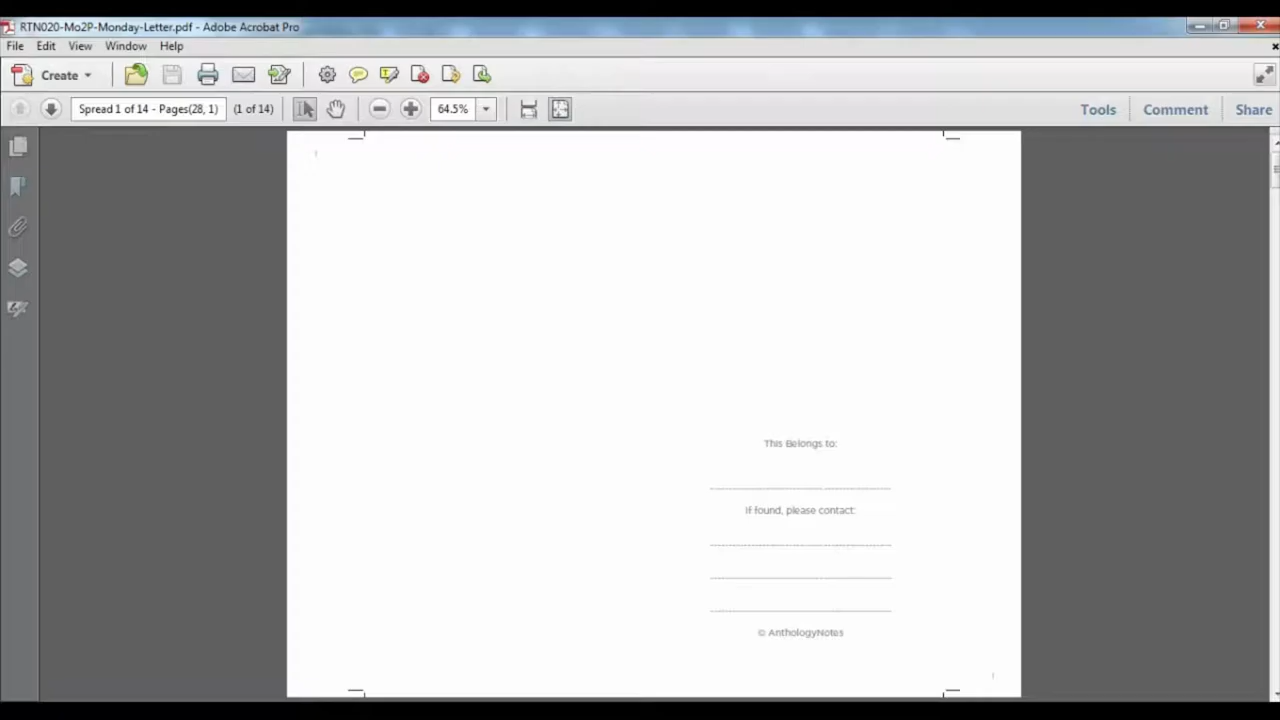 RTN020-Mo2P-Monday-Letter.pdf - Adobe Acrobat Pro
File Edit View Window Help
Create
Spread 1 of 14 - Pages(28, 1) (1 of 14) 64.5% Tools Comment Share
This Belongs to:
If found, please contact:
© AnthologyNotes